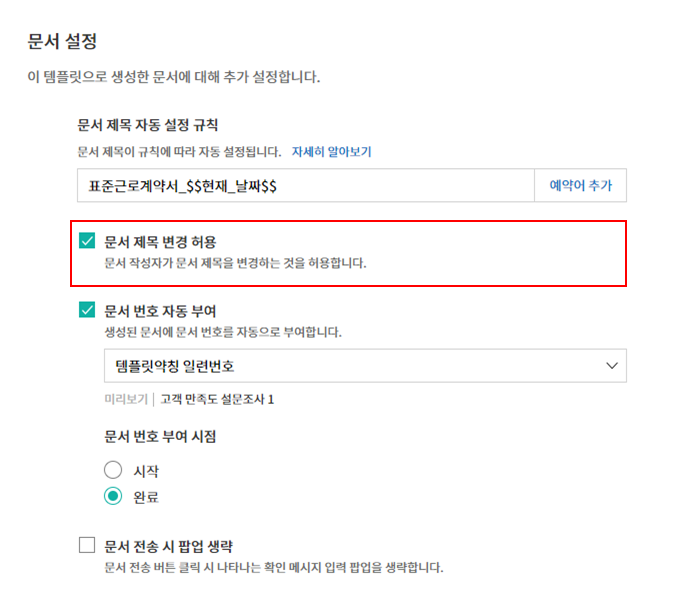 문서 설정
이 템플릿으로 생성한 문서에 대해 추가 설정합니다.
문서 제목 자동 설정 규칙
문서 제목이 규칙에 따라 자동 설정됩니다. 자세히 알아보기
표준근로계약서_$$현재_날짜$$ 예약어 추가
문서 제목 변경 허용
문서 작성자가 문서 제목을 변경하는 것을 허용합니다.
문서 번호 자동 부여
생성된 문서에 문서 번호를 자동으로 부여합니다.
템플릿약칭 일련번호
미리보기 | 고객 만족도 설문조사 1
문서 번호 부여 시점
시작
완료
문서 전송 시 팝업 생략
문서 전송 버튼 클릭 시 나타나는 확인 메시지 입력 팝업을 생략합니다.